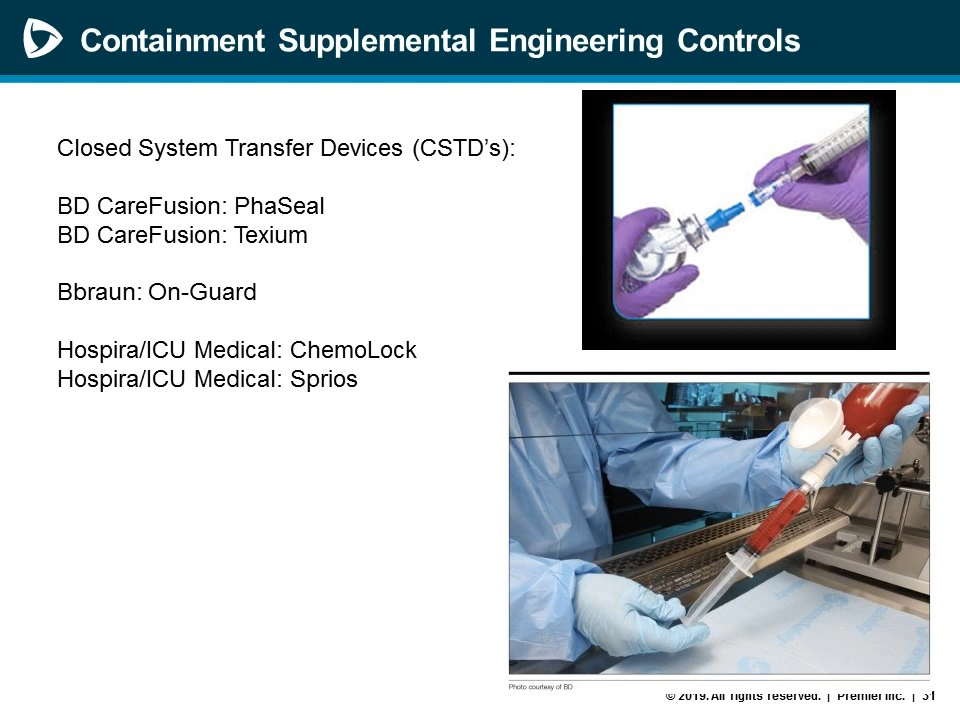 Containment Supplemental Engineering Controls
Closed System Transfer Devices (CSTD’s):
BD CareFusion: PhaSeal
BD CareFusion: Texium
Bbraun: On-Guard
Hospira/ICU Medical: ChemoLock
Hospira/ICU Medical: Sprios
Photo courtesy of BD
© 2019. All rights reserved. | Premier Inc. | 31